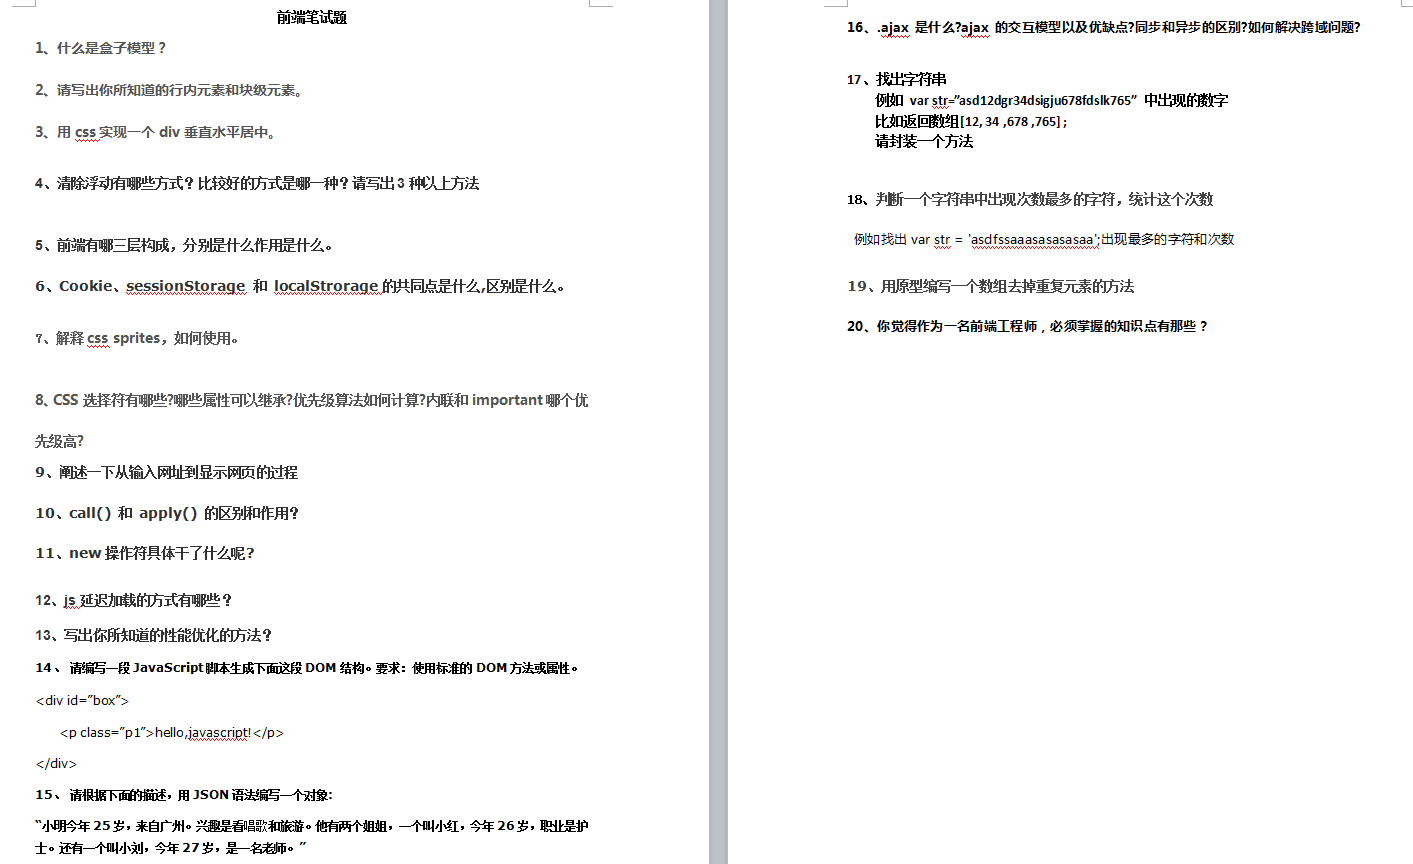 前端笔试题
1、什么是盒子模型？
2、请写出你所知道的行内元素和块级元素。
3、用 css 实现一个 div 垂直水平居中。
4、清除浮动有哪些方式？比较好的方式是哪一种？请写出 3 种以上方法
5、前端有哪三层构成，分别是什么作用是什么。
6、Cookie、sessionStorage 和 localStrorage 的共同点是什么,区别是什么。
7、解释 css sprites，如何使用。
8、CSS 选择符有哪些?哪些属性可以继承?优先级算法如何计算?内联和 important 哪个优
先级高?
9、阐述一下从输入网址到显示网页的过程
10、call() 和 apply() 的区别和作用？
11、new 操作符具体干了什么呢？
12、js 延迟加载的方式有哪些？
13、写出你所知道的性能优化的方法？
14、 请编写一段 JavaScript 脚本生成下面这段 DOM 结构。要求：使用标准的 DOM 方法或属性。
<div id=”box”>
<p class=”p1”>hello,javascript!</p>
</div>
15、 请根据下面的描述，用 JSON 语法编写一个对象:
“小明今年 25 岁，来自广州。兴趣是看唱歌和旅游。他有两个姐姐，一个叫小红，今年 26 岁，职业是护
士。还有一个叫小刘，今年 27 岁，是一名老师。”
16、.ajax 是什么?ajax 的交互模型以及优缺点?同步和异步的区别?如何解决跨域问题?
17、找出字符串
例如 var str=”asd12dgr34dsigju678fdslk765” 中出现的数字
比如返回数组[12, 34 ,678 ,765] ;
请封装一个方法
18、判断一个字符串中出现次数最多的字符，统计这个次数
例如找出 var str = 'asdfssaaasasasasaa';出现最多的字符和次数
19、用原型编写一个数组去掉重复元素的方法
20、你觉得作为一名前端工程师，必须掌握的知识点有那些？